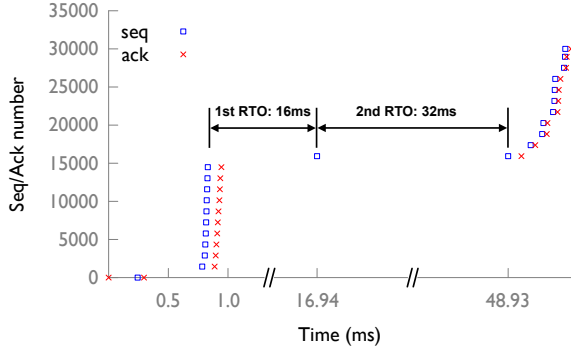 35000
30000
25000
20000
15000
10000
5000
0
Seq/Ack number
seq
ack
1st RTO: 16ms
2nd RTO: 32ms
0.5
1.0
16.94
48.93
Time (ms)